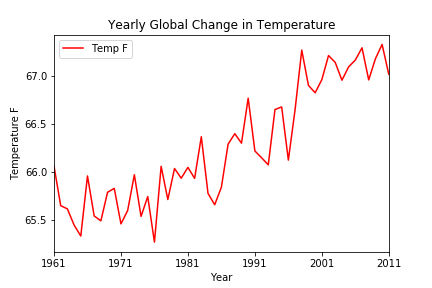 Yearly Global Change in Temperature
Temp F
Temperature F
67.0
66.5
66.0
65.5
1961
1971
1981
1991
2001
2011
Year